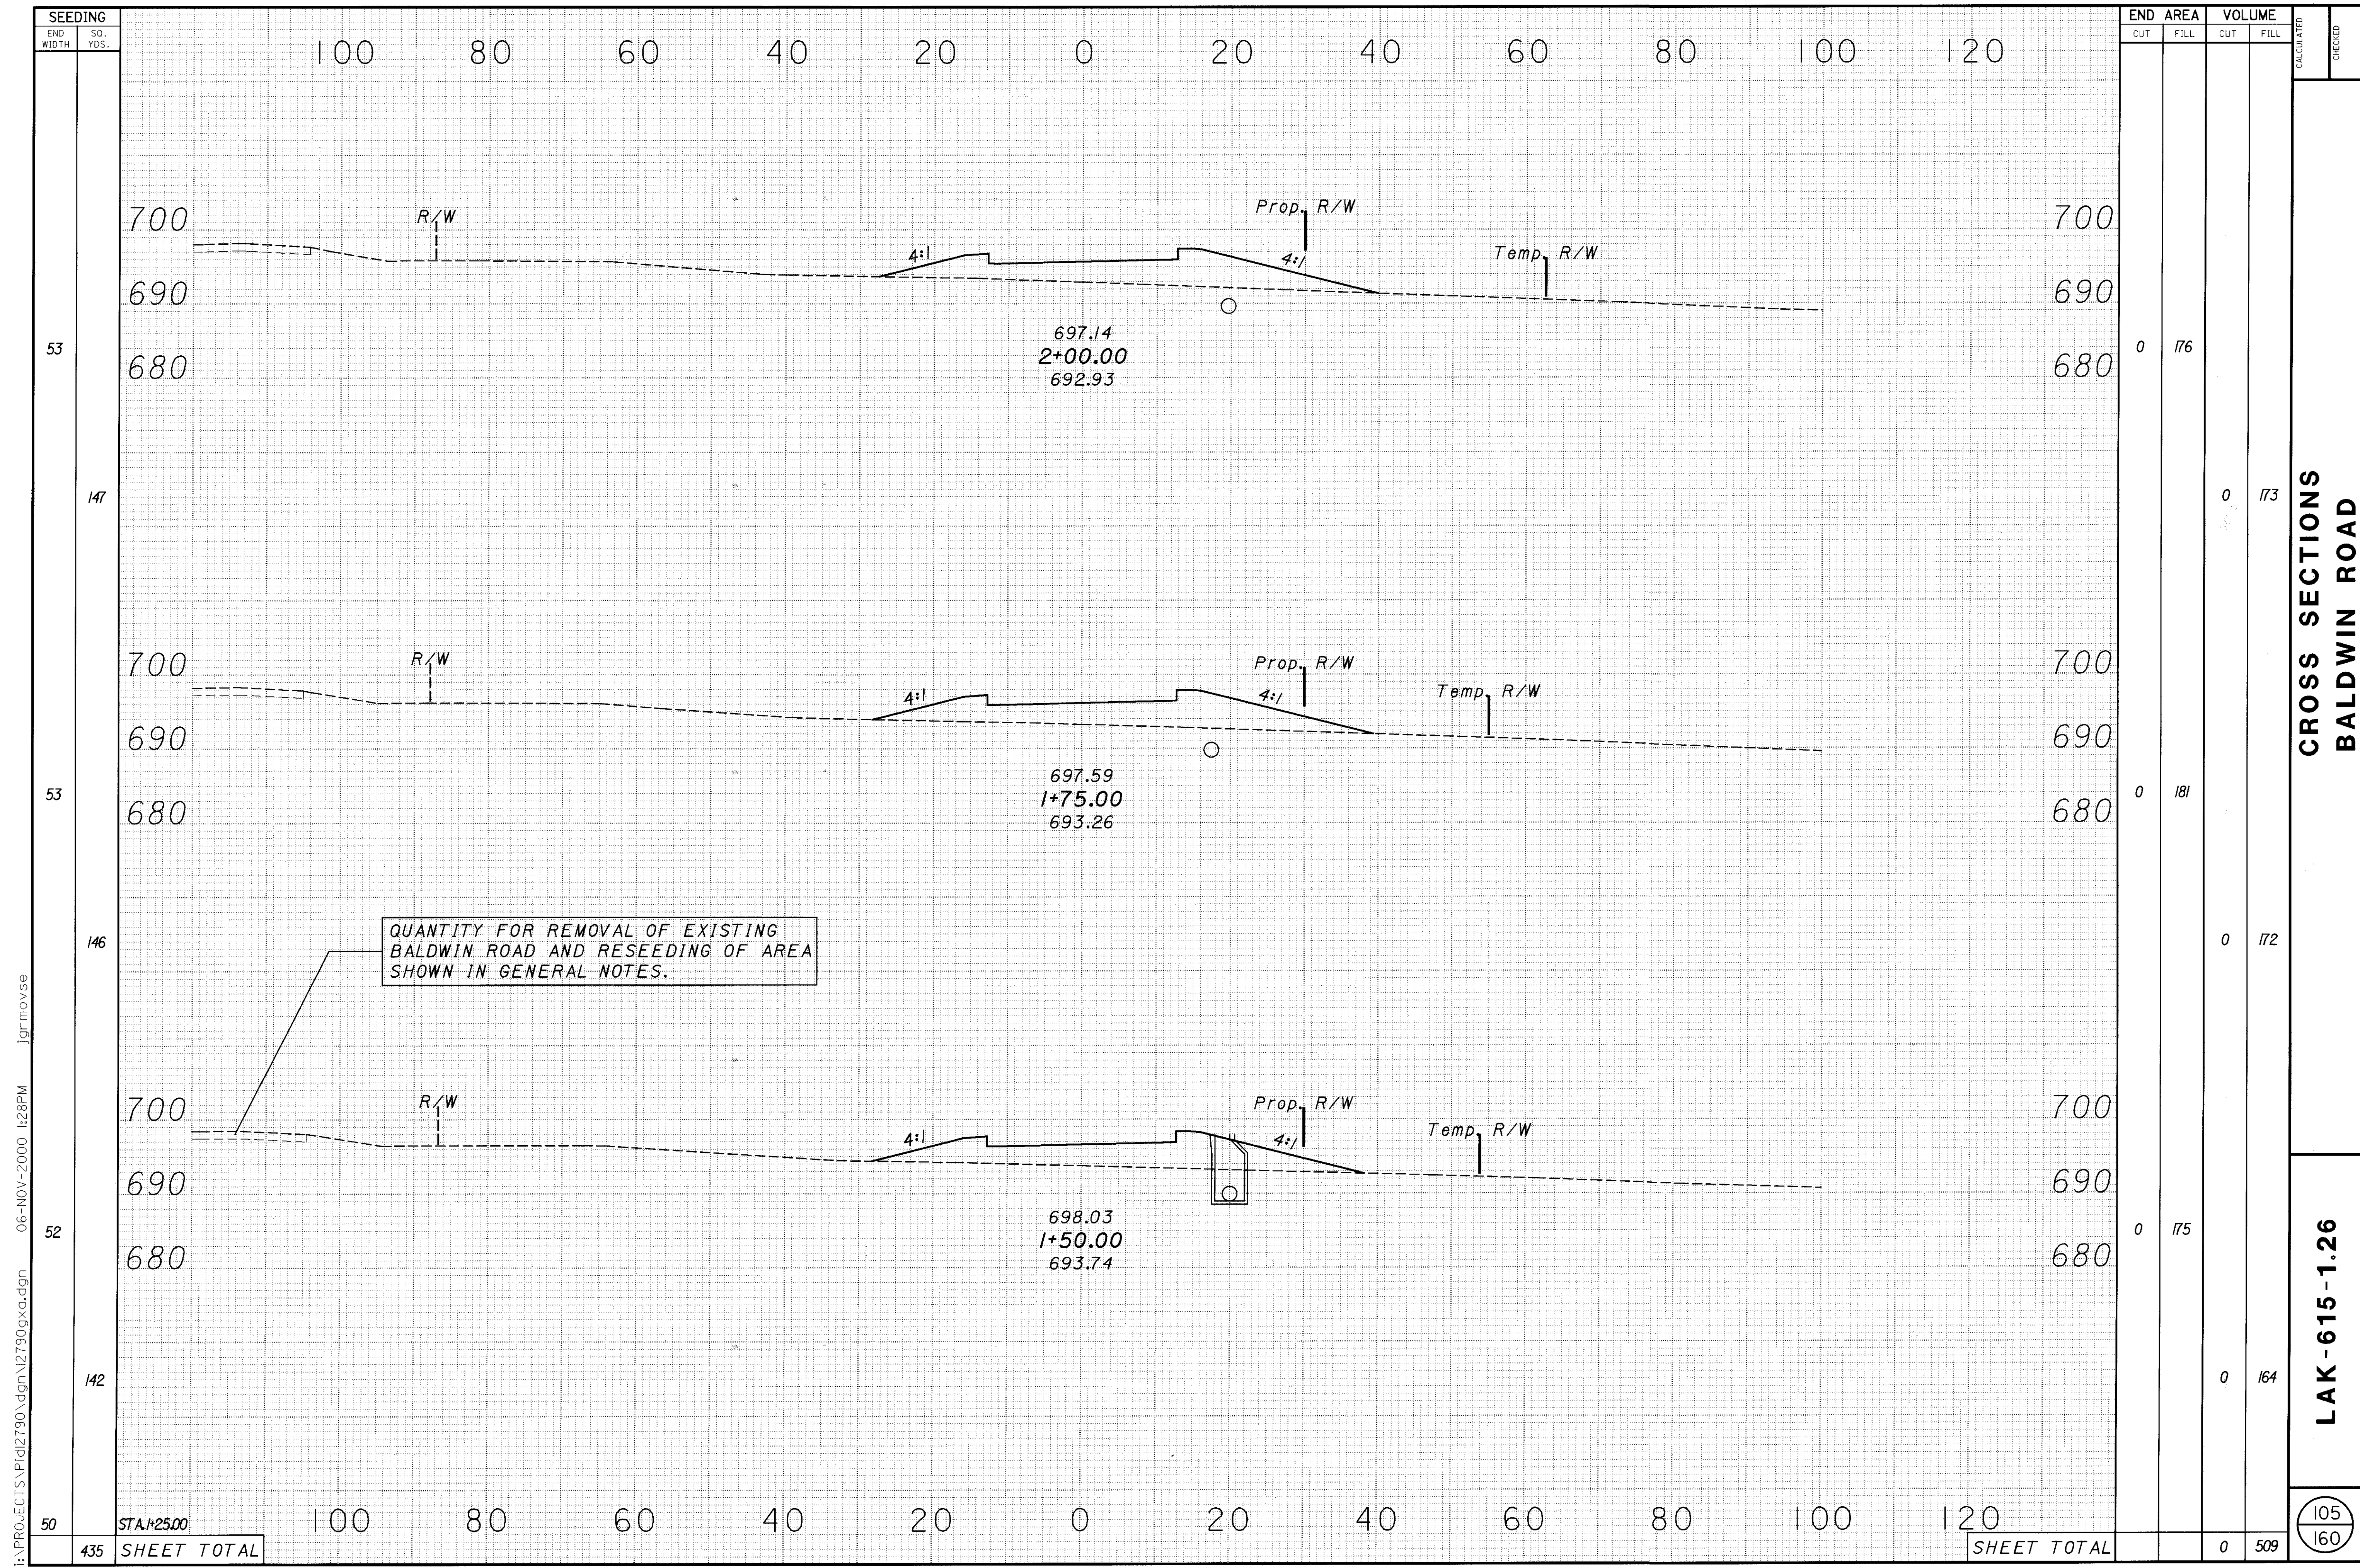 SEEDING
END WIDTH
SQ. YDS.
END AREA
VOLUME
CUT
FILL
CUT
FILL
CALCULATED
CHECKED
100 80 60 40 20 0 20 40 60 80 100 120
R/W
Prop. R/W
Temp. R/W
700
700
4:1
4:1
690
690
697.14
2+00.00
692.93
680
680
53
0
176
147
0
173
R/W
Prop. R/W
Temp. R/W
700
700
4:1
4:1
690
690
697.59
1+75.00
693.26
680
680
53
0
181
QUANTITY FOR REMOVAL OF EXISTING
BALDWIN ROAD AND RESEEDING OF AREA
SHOWN IN GENERAL NOTES.
146
0
172
R/W
Prop. R/W
Temp. R/W
700
700
4:1
4:1
690
690
698.03
1+50.00
693.74
680
680
52
0
175
142
0
164
100 80 60 40 20 0 20 40 60 80 100 120
50
STA.1+25.00
435
SHEET TOTAL
SHEET TOTAL
0
509
CROSS SECTIONS
BALDWIN ROAD
LAK-615-1.26
105
160
I:\PROJECTS\Pid12790\dgn\12790gxa.dgn 06-NOV-2000 1:28PM jgrmovse